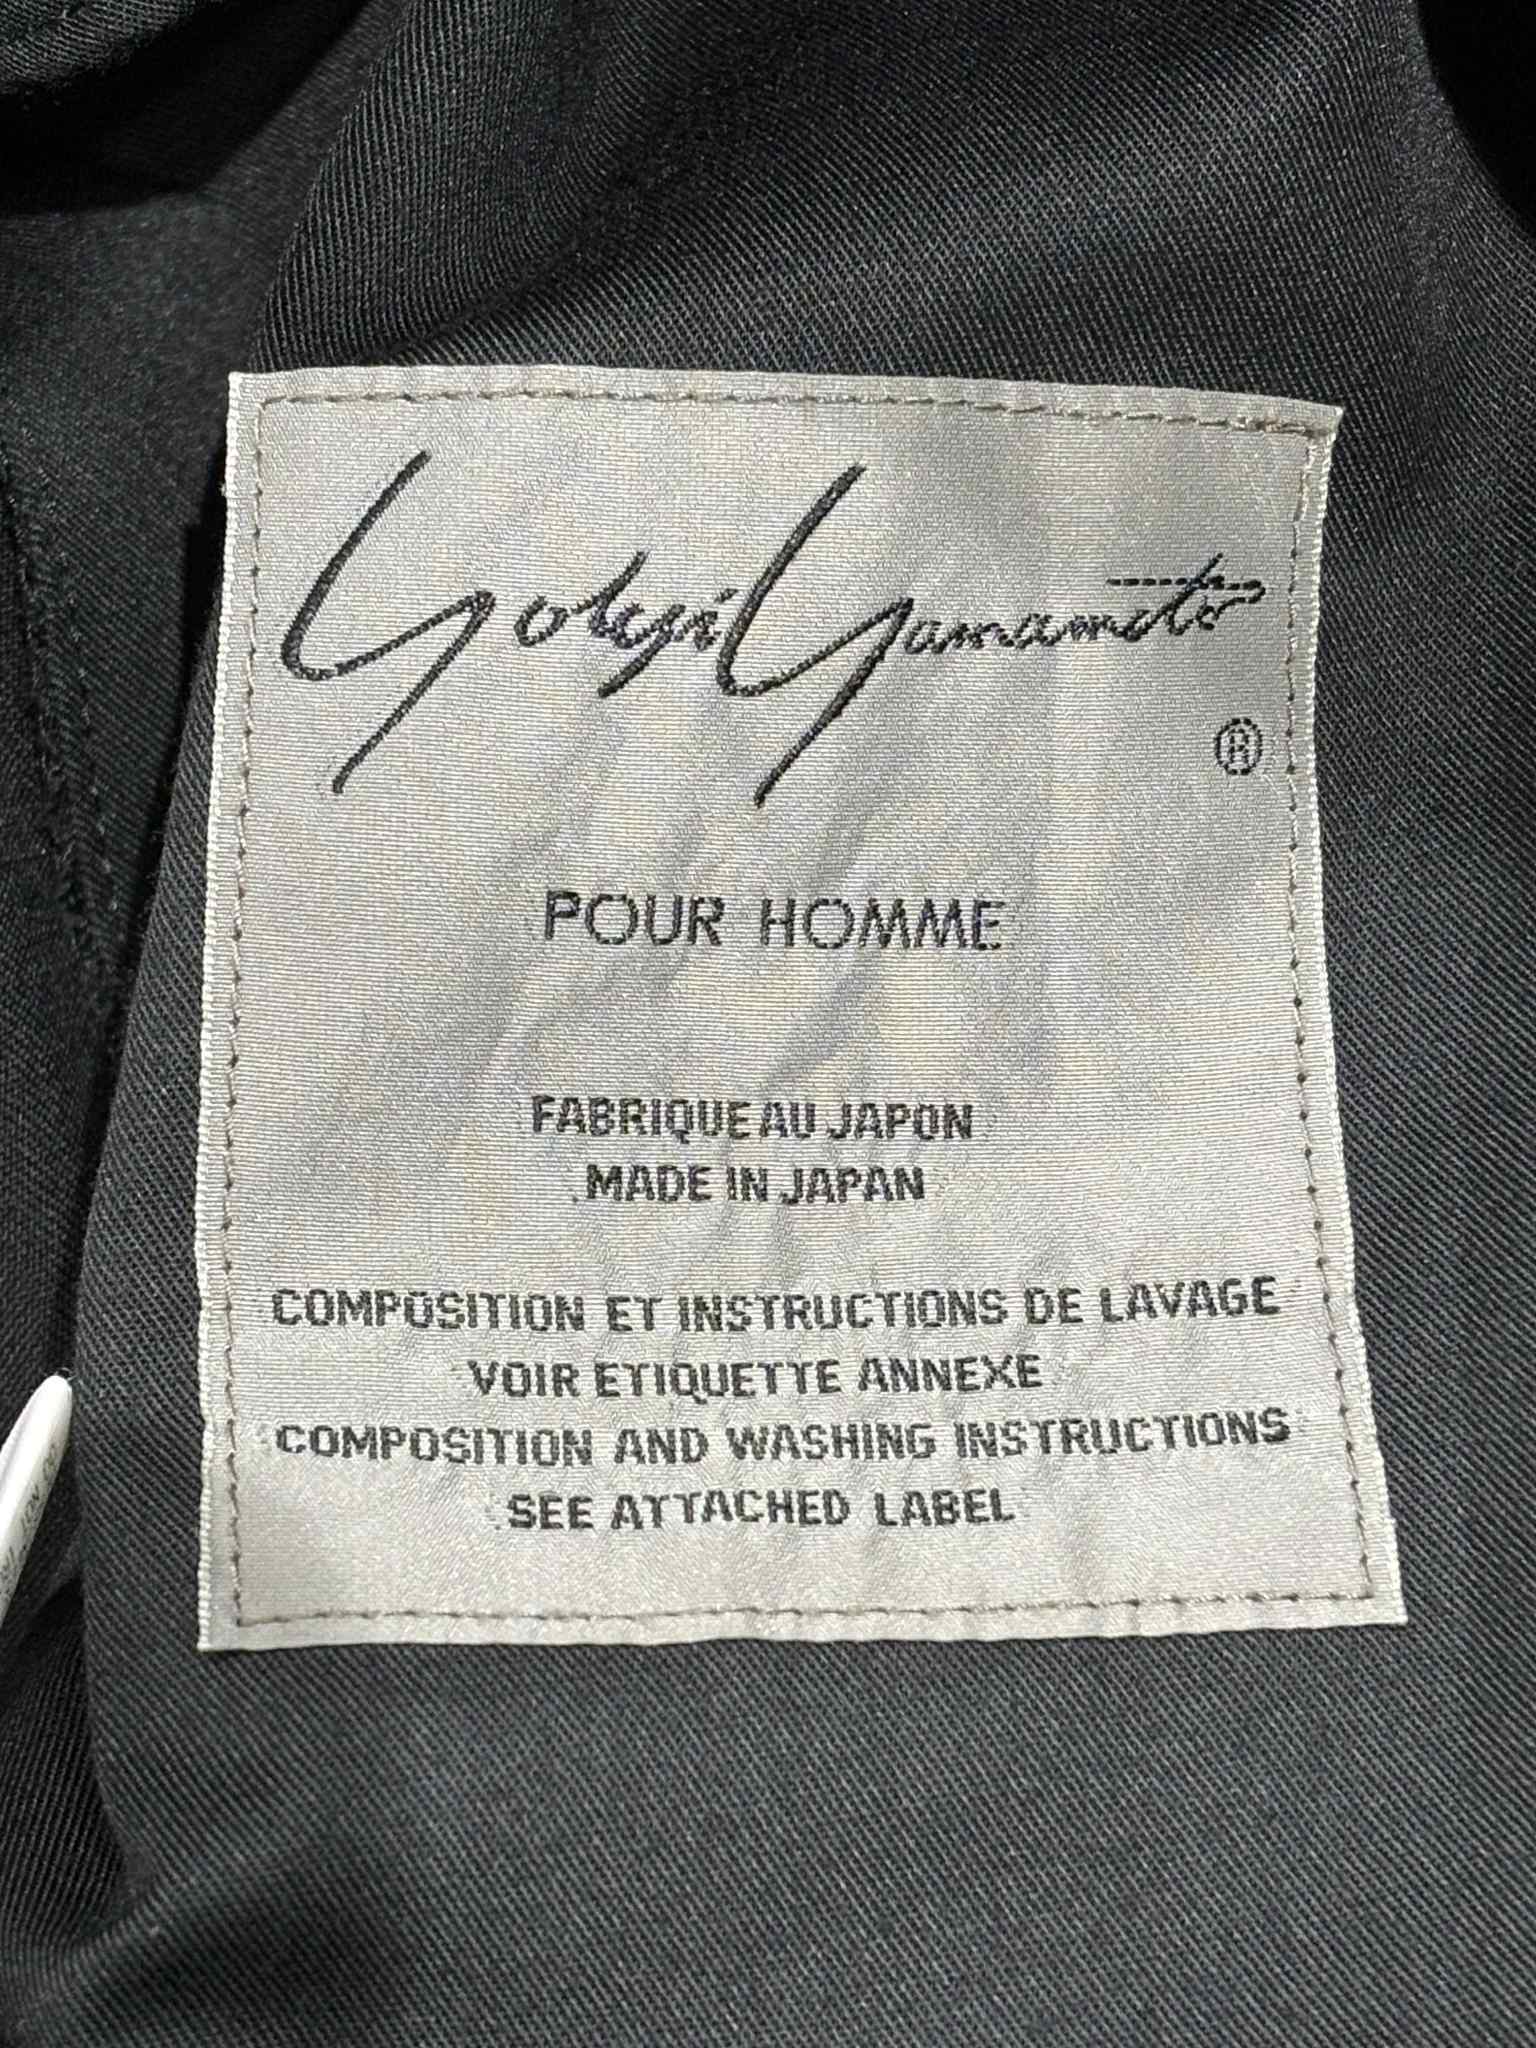 Yohji Yamamoto
®
POUR HOMME
FABRIQUE AU JAPON
MADE IN JAPAN
COMPOSITION ET INSTRUCTIONS DE LAVAGE
VOIR ETIQUETTE ANNEXE
COMPOSITION AND WASHING INSTRUCTIONS
SEE ATTACHED LABEL